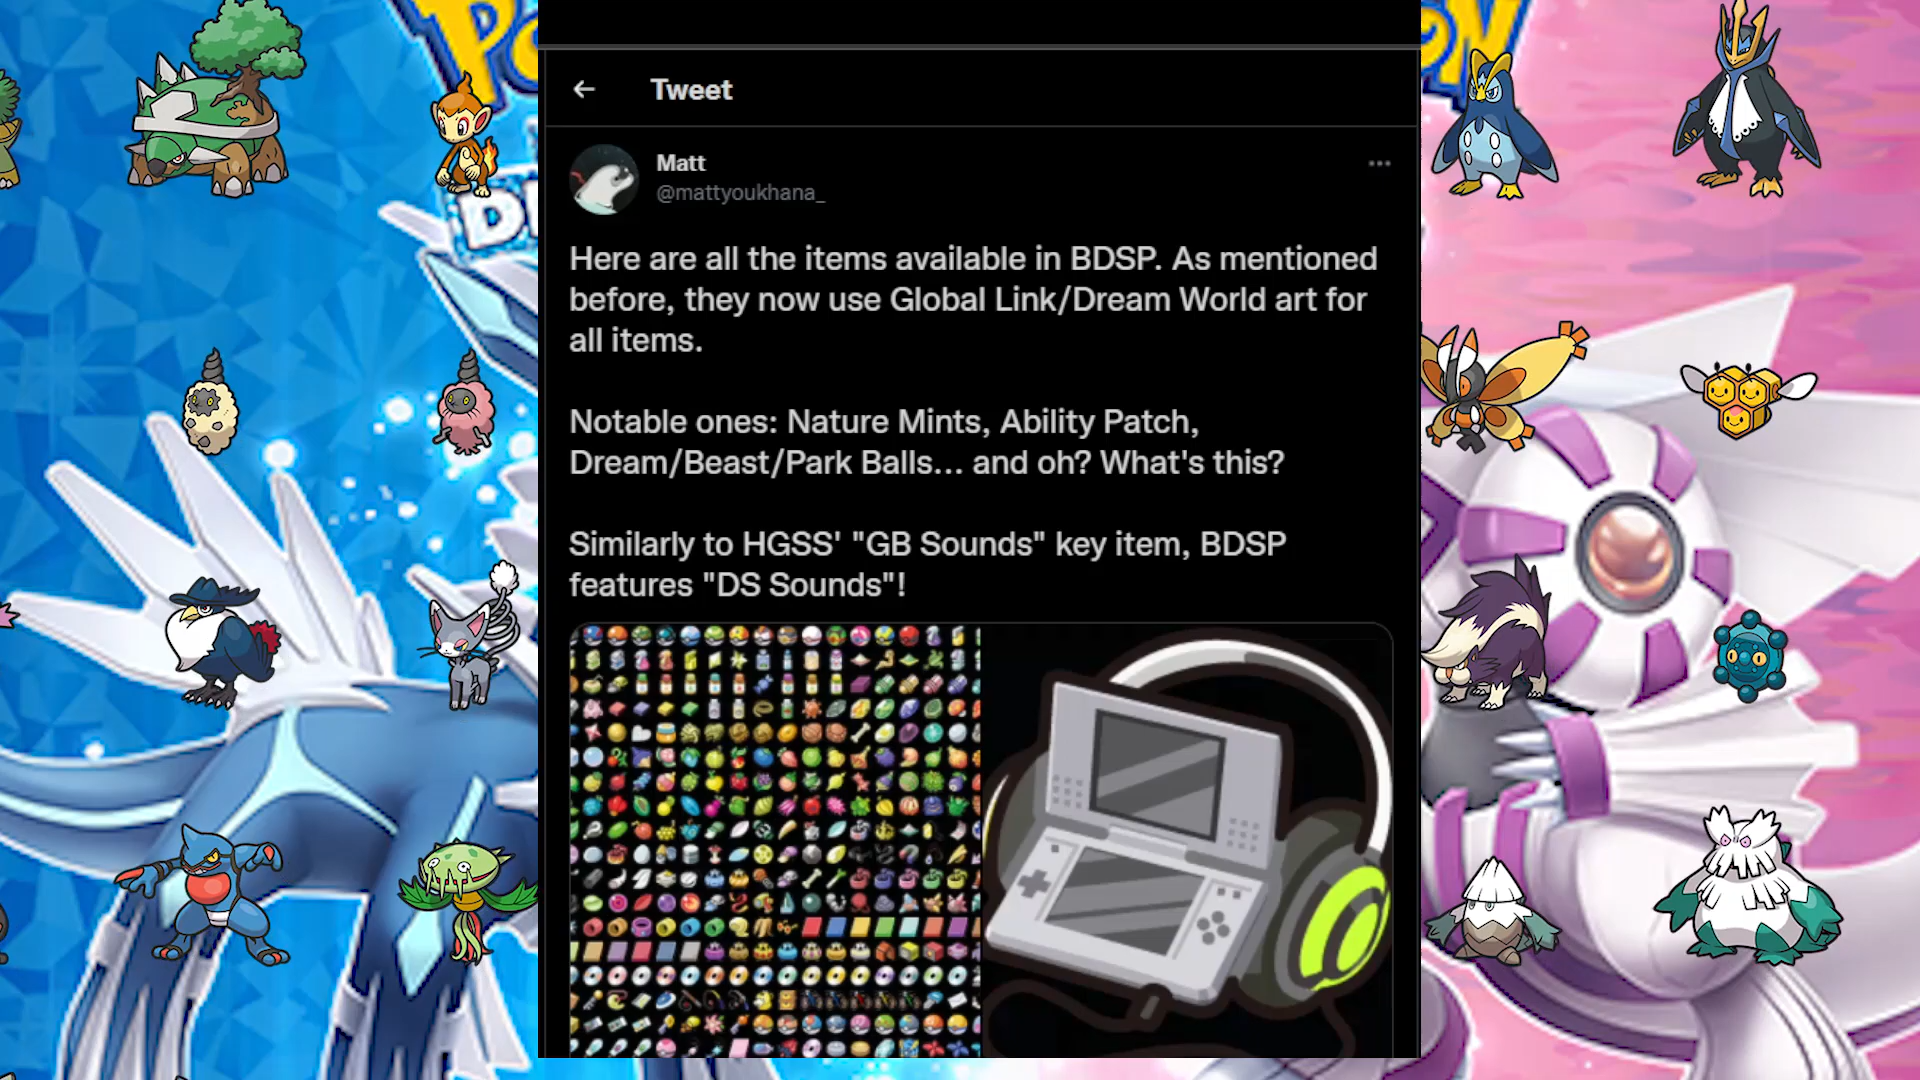 Po
ON
D
Tweet
Matt
@mattyoukhana_
Here are all the items available in BDSP. As mentioned
before, they now use Global Link/Dream World art for
all items.
Notable ones: Nature Mints, Ability Patch,
Dream/Beast/Park Balls... and oh? What's this?
Similarly to HGSS' "GB Sounds" key item, BDSP
features "DS Sounds"!